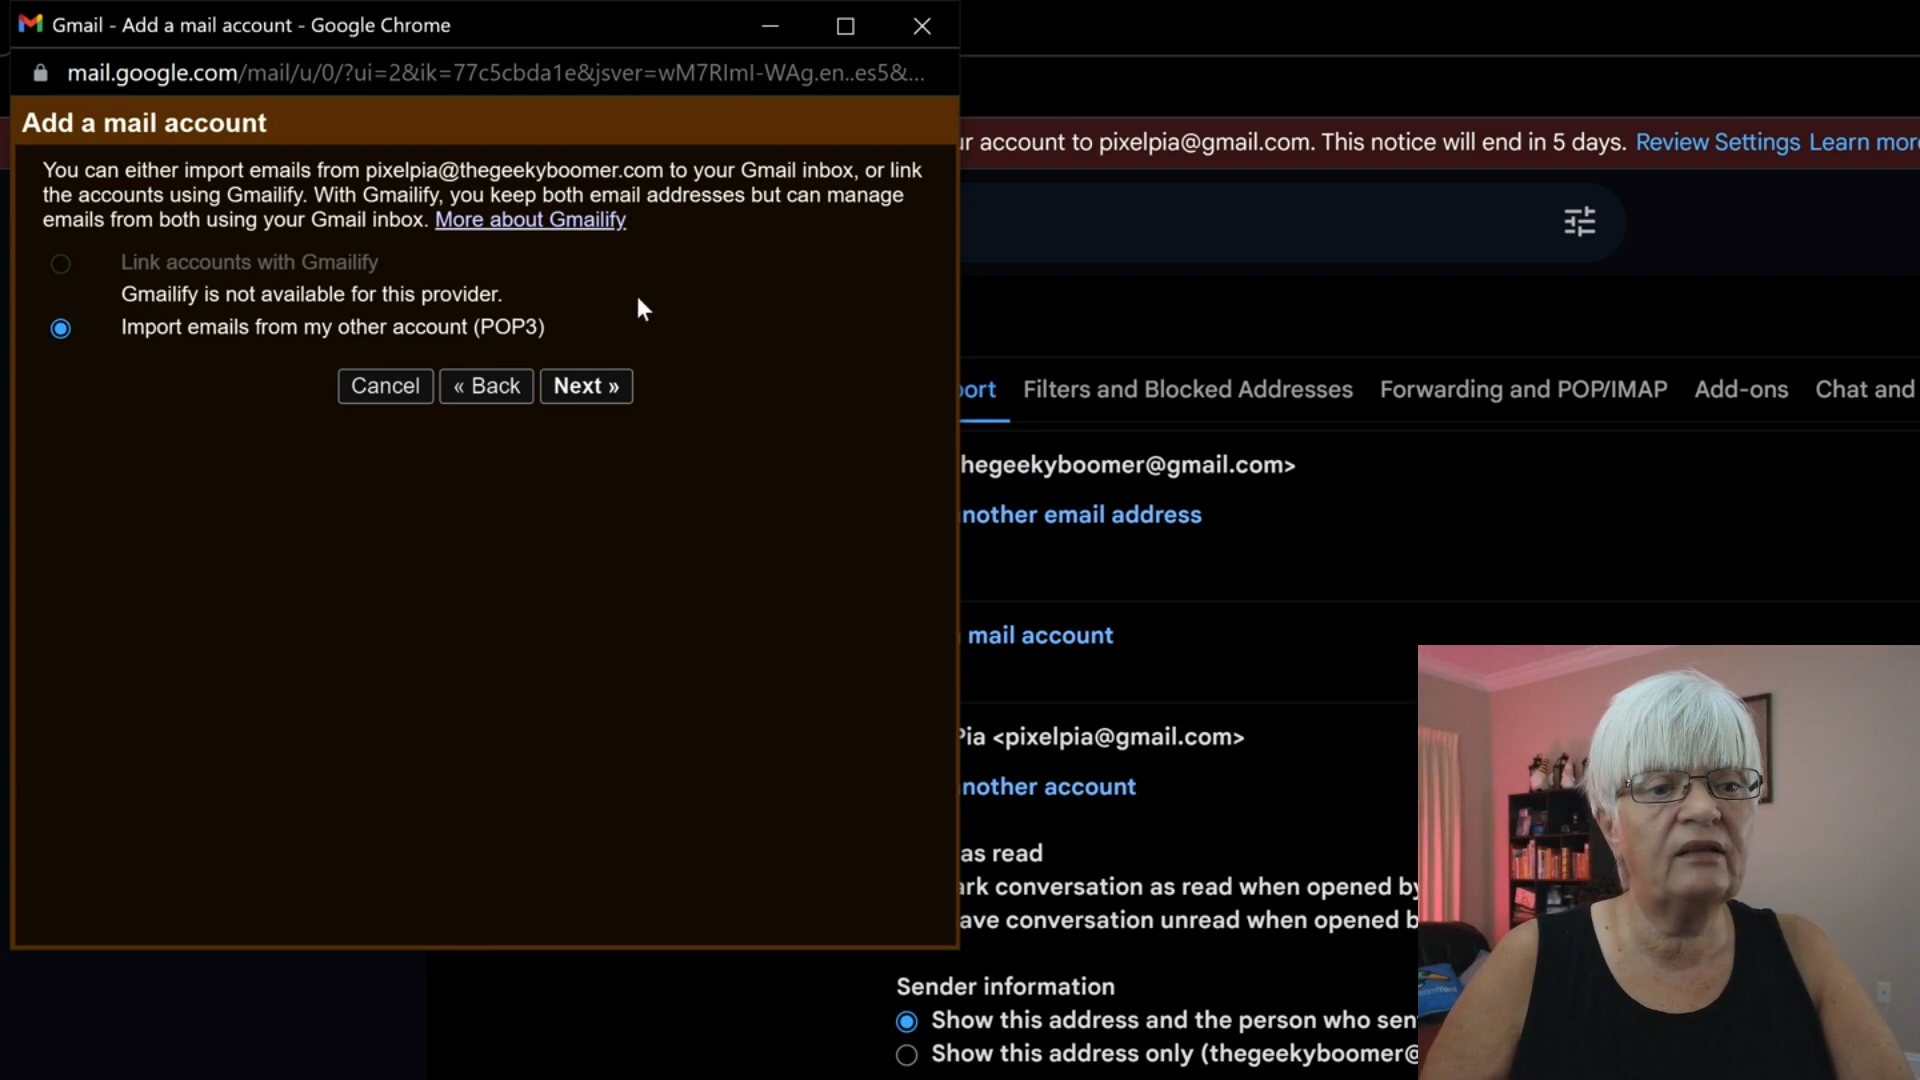 Gmail - Add a mail account - Google Chrome
mail.google.com/mail/u/0/?ui=2&ik=77c5cbda1e&jsver=wM7RImI-WAg.en..es5&...
Add a mail account
You can either import emails from pixelpia@thegeekyboomer.com to your Gmail inbox, or link
the accounts using Gmailify. With Gmailify, you keep both email addresses but can manage
emails from both using your Gmail inbox. More about Gmailify
Link accounts with Gmailify
Gmailify is not available for this provider.
Import emails from my other account (POP3)
Cancel « Back Next »
ur account to pixelpia@gmail.com. This notice will end in 5 days. Review Settings Learn more
port Filters and Blocked Addresses Forwarding and POP/IMAP Add-ons Chat and
hegeekyboomer@gmail.com>
nother email address
mail account
Pia <pixelpia@gmail.com>
nother account
as read
ark conversation as read when opened by
ave conversation unread when opened b
Sender information
Show this address and the person who sen
Show this address only (thegeekyboomer@